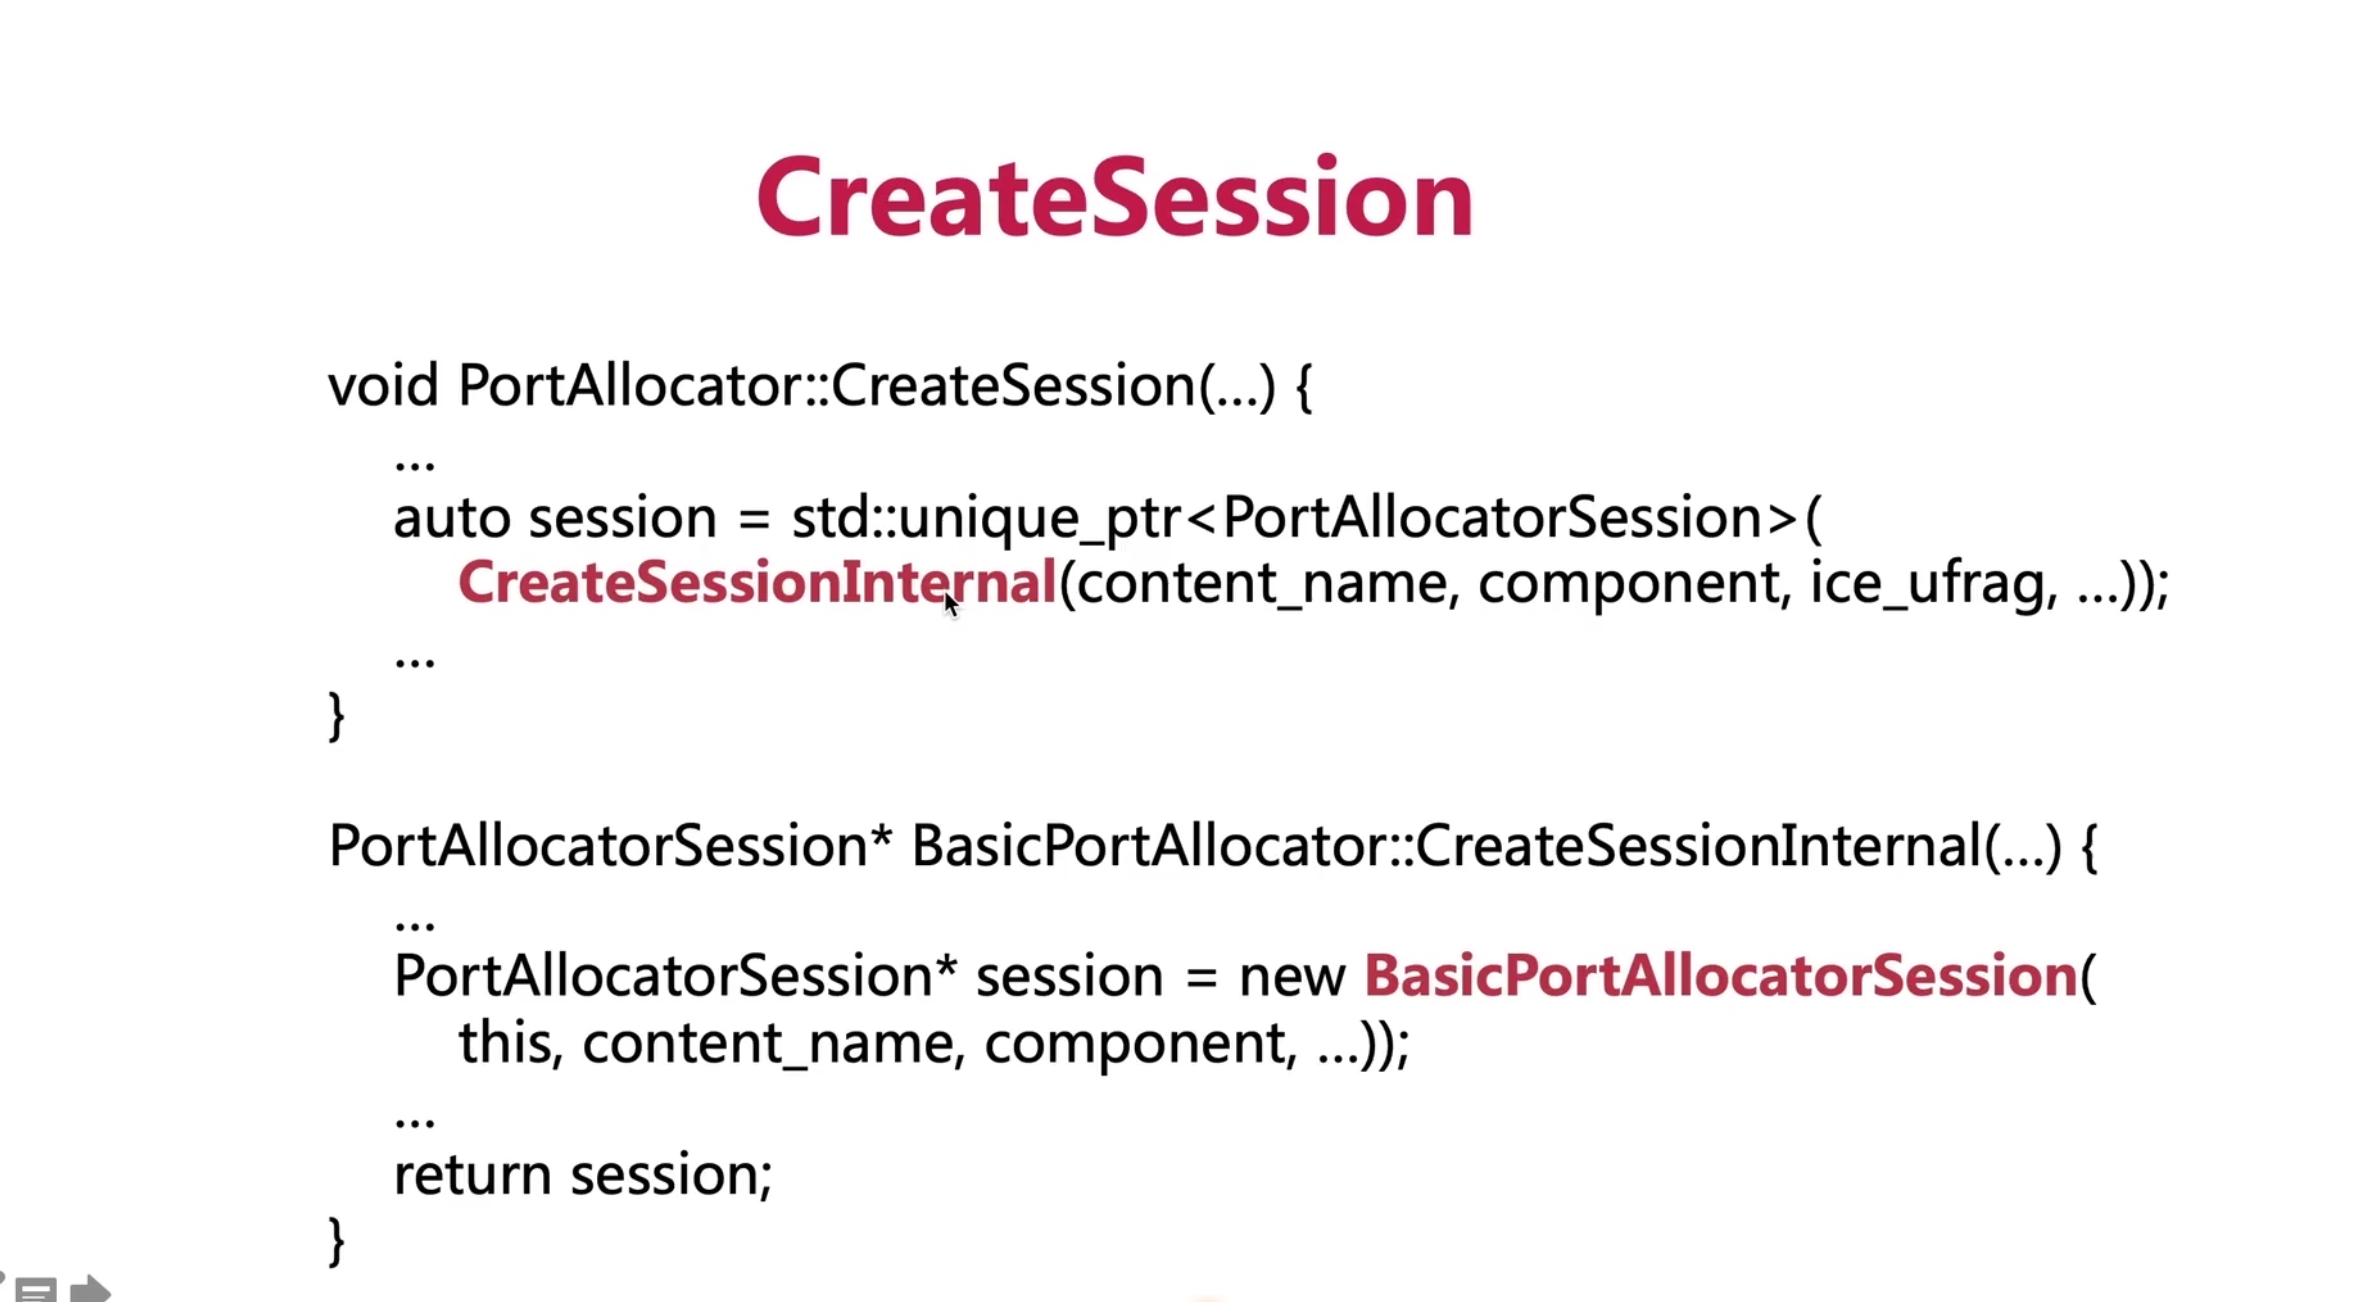 CreateSession
void PortAllocator::CreateSession(...) {
...
auto session = std::unique_ptr<PortAllocatorSession>(
CreateSessionInternal(content_name, component, ice_ufrag, ...));
...
}
PortAllocatorSession* BasicPortAllocator::CreateSessionInternal(...) {
...
PortAllocatorSession* session = new BasicPortAllocatorSession(
this, content_name, component, ...));
...
return session;
}